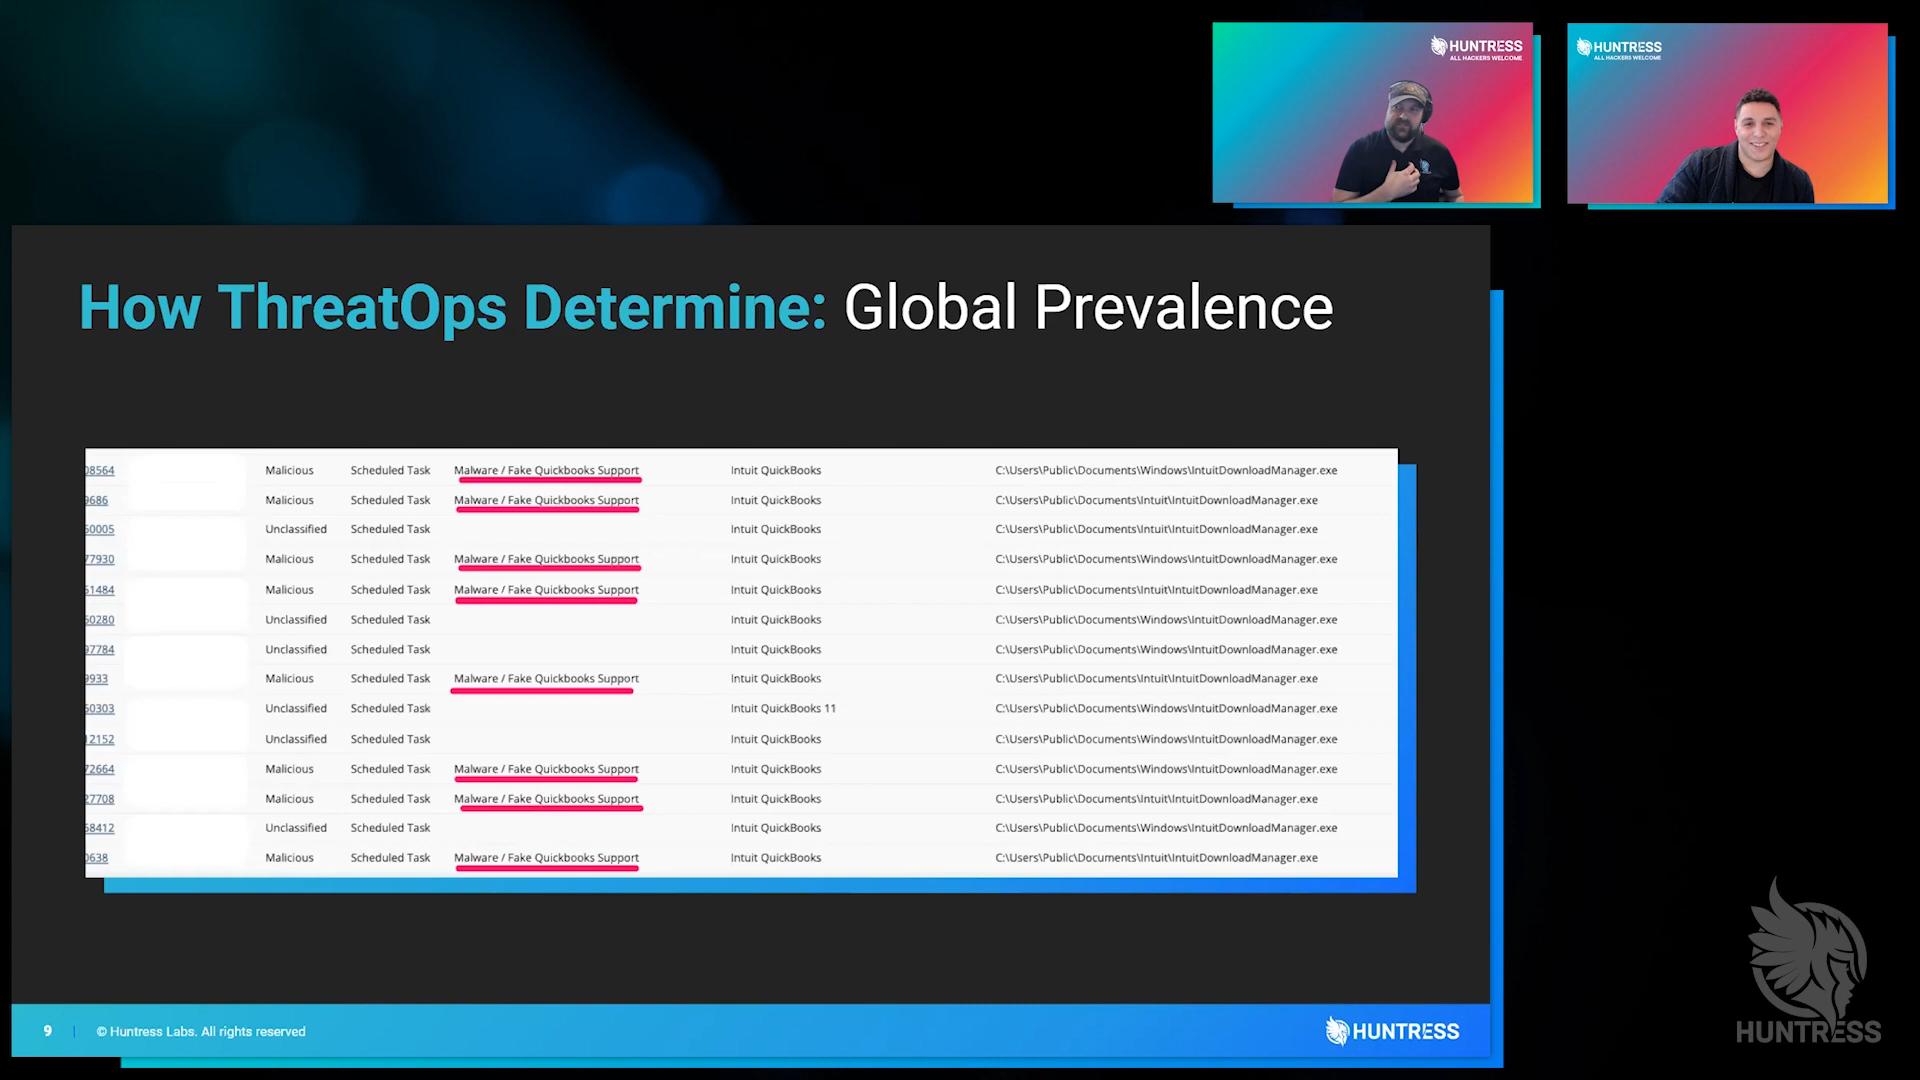 HUNTRESS
ALL HACKERS WELCOME
HUNTRESS
ALL HACKERS WELCOME
How ThreatOps Determine: Global Prevalence
08564 Malicious Scheduled Task Malware / Fake Quickbooks Support Intuit QuickBooks C:\Users\Public\Documents\Windows\IntuitDownloadManager.exe
9686 Malicious Scheduled Task Malware / Fake Quickbooks Support Intuit QuickBooks C:\Users\Public\Documents\Intuit\IntuitDownloadManager.exe
60005 Unclassified Scheduled Task Intuit QuickBooks C:\Users\Public\Documents\Intuit\IntuitDownloadManager.exe
77930 Malicious Scheduled Task Malware / Fake Quickbooks Support Intuit QuickBooks C:\Users\Public\Documents\Windows\IntuitDownloadManager.exe
51484 Malicious Scheduled Task Malware / Fake Quickbooks Support Intuit QuickBooks C:\Users\Public\Documents\Intuit\IntuitDownloadManager.exe
60280 Unclassified Scheduled Task Intuit QuickBooks C:\Users\Public\Documents\Windows\IntuitDownloadManager.exe
97784 Unclassified Scheduled Task Intuit QuickBooks C:\Users\Public\Documents\Windows\IntuitDownloadManager.exe
9933 Malicious Scheduled Task Malware / Fake Quickbooks Support Intuit QuickBooks C:\Users\Public\Documents\Intuit\IntuitDownloadManager.exe
60303 Unclassified Scheduled Task Intuit QuickBooks 11 C:\Users\Public\Documents\Windows\IntuitDownloadManager.exe
12152 Unclassified Scheduled Task Intuit QuickBooks C:\Users\Public\Documents\Windows\IntuitDownloadManager.exe
72664 Malicious Scheduled Task Malware / Fake Quickbooks Support Intuit QuickBooks C:\Users\Public\Documents\Windows\IntuitDownloadManager.exe
27708 Malicious Scheduled Task Malware / Fake Quickbooks Support Intuit QuickBooks C:\Users\Public\Documents\Intuit\IntuitDownloadManager.exe
68412 Unclassified Scheduled Task Intuit QuickBooks C:\Users\Public\Documents\Windows\IntuitDownloadManager.exe
0638 Malicious Scheduled Task Malware / Fake Quickbooks Support Intuit QuickBooks C:\Users\Public\Documents\Intuit\IntuitDownloadManager.exe
9 | © Huntress Labs. All rights reserved
HUNTRESS
HUNTRESS